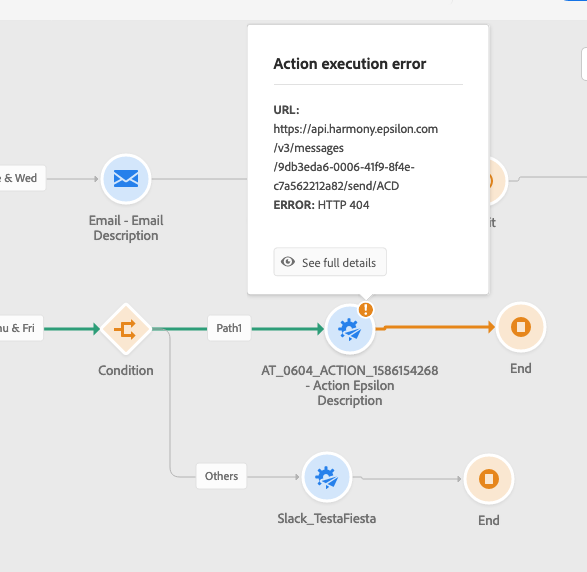 Action execution error
URL:
https://api.harmony.epsilon.com
/v3/messages
/9db3eda6-0006-41f9-8f4e-
c7a562212a82/send/ACD
ERROR: HTTP 404
See full details
& Wed
Email - Email
Description
it
& Fri
Condition
Path1
AT_0604_ACTION_1586154268
- Action Epsilon
Description
End
Others
Slack_TestaFiesta
End